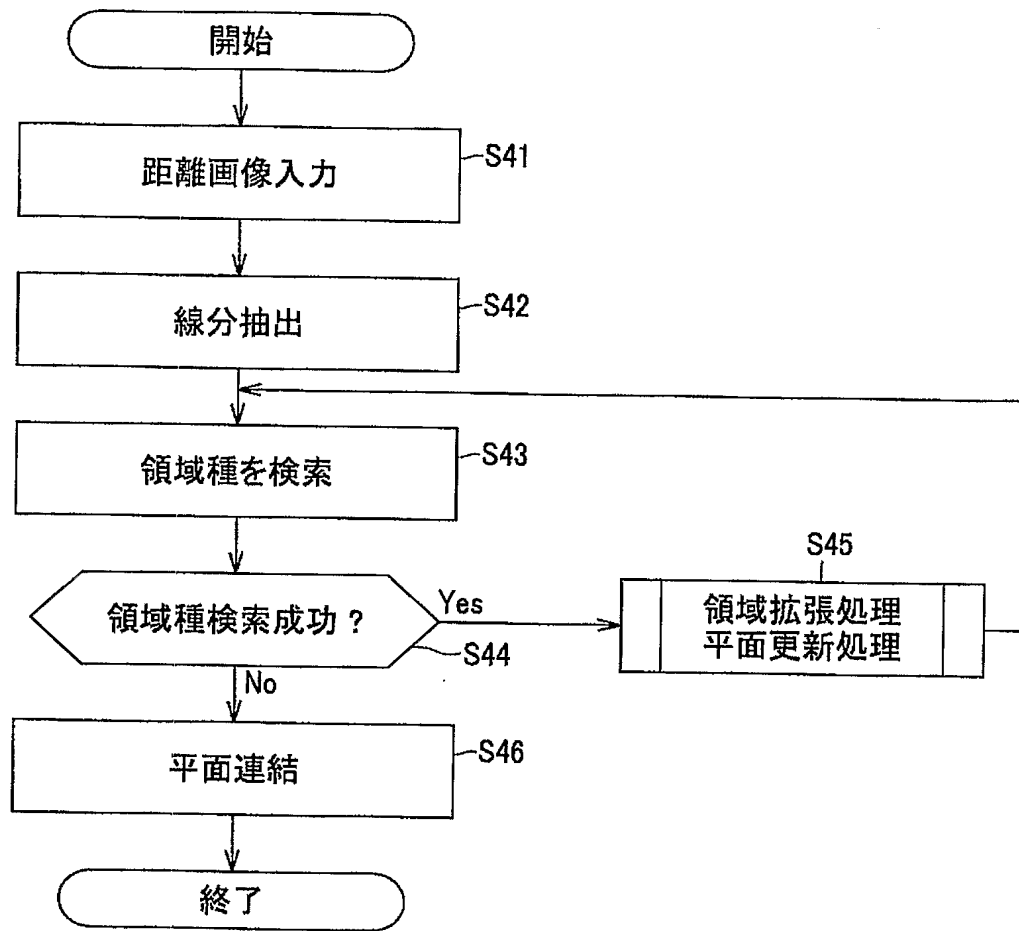 開始
距離画像入力
S41
線分抽出
S42
領域種を検索
S43
領域種検索成功?
Yes
S44
No
S45
領域拡張処理
平面更新処理
平面連結
S46
終了